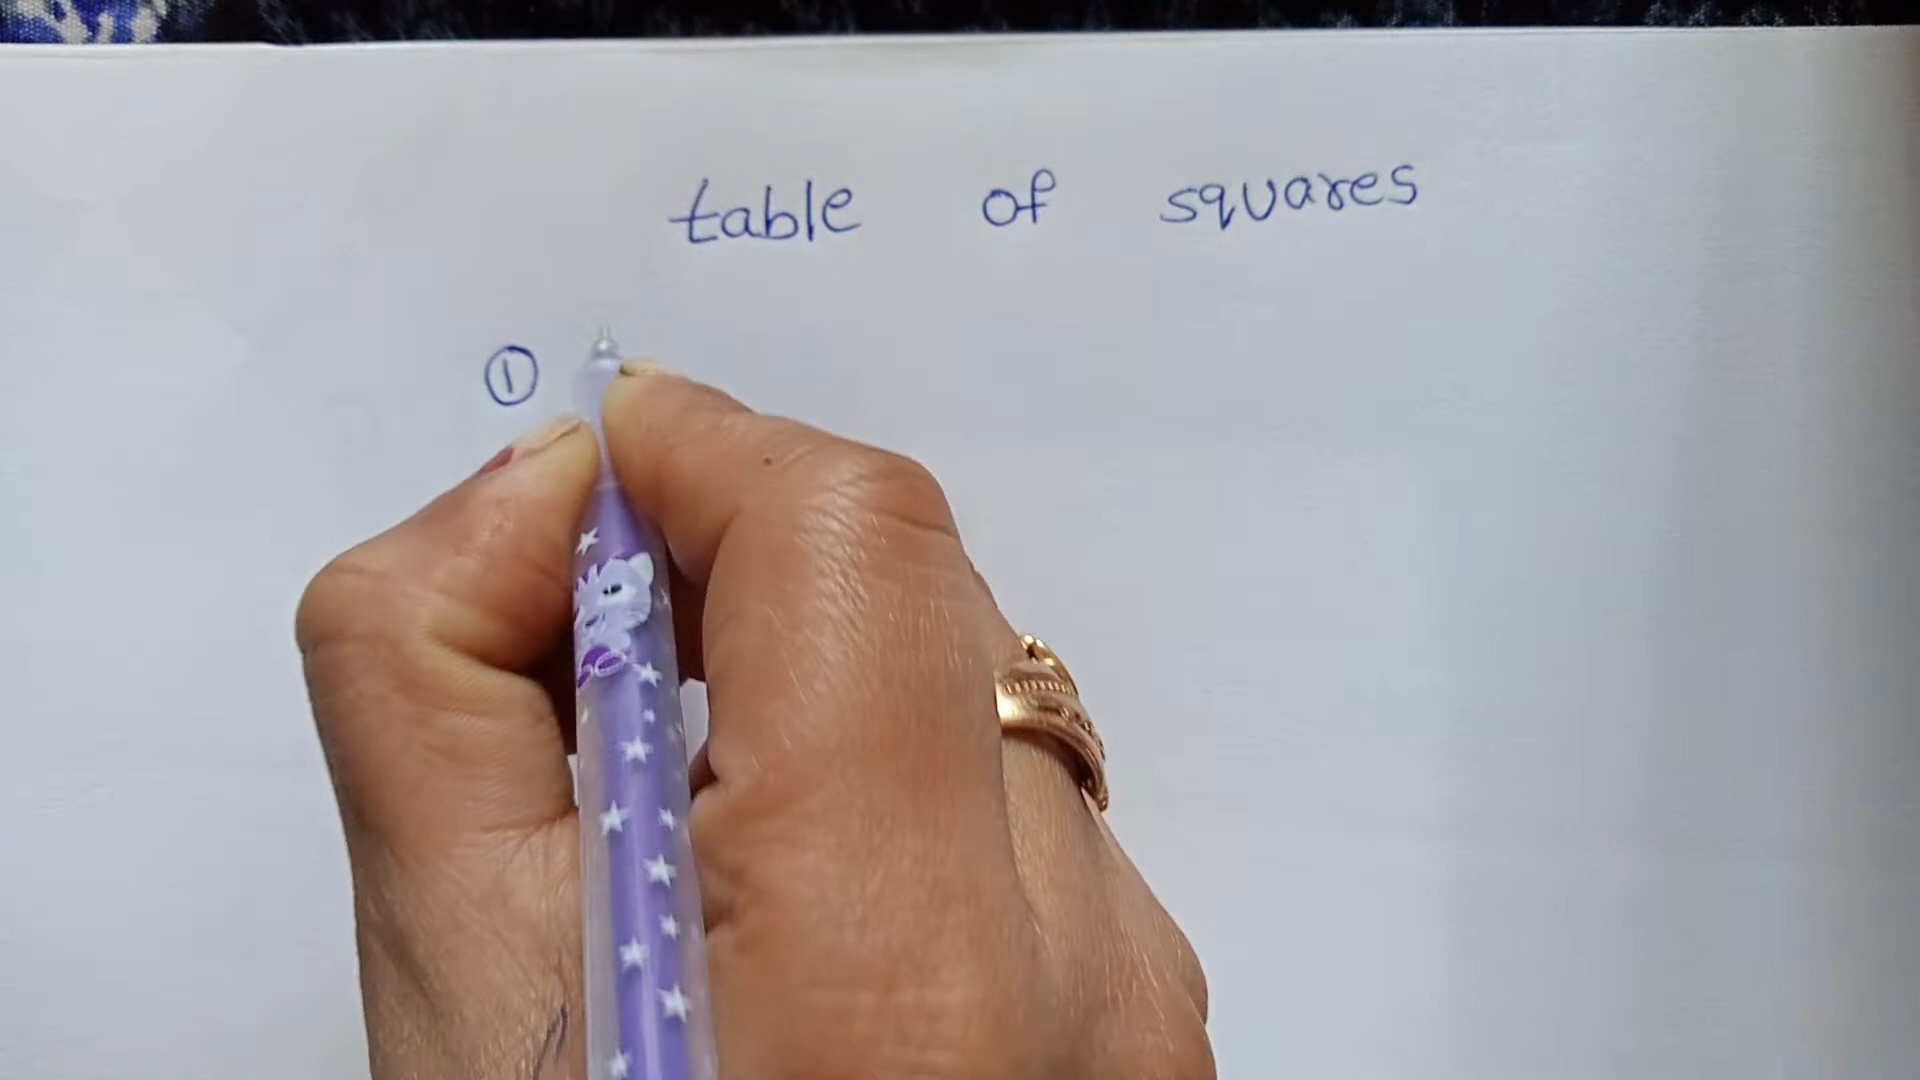 table of squares
①